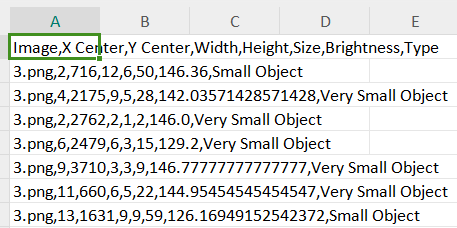 A B C D E
Image,X Center,Y Center,Width,Height,Size,Brightness,Type
3.png,2,716,12,6,50,146.36,Small Object
3.png,4,2175,9,5,28,142.03571428571428,Very Small Object
3.png,2,2762,2,1,2,146.0,Very Small Object
3.png,6,2479,6,3,15,129.2,Very Small Object
3.png,9,3710,3,3,9,146.77777777777777,Very Small Object
3.png,11,660,6,5,22,144.95454545454547,Very Small Object
3.png,13,1631,9,9,59,126.16949152542372,Small Object